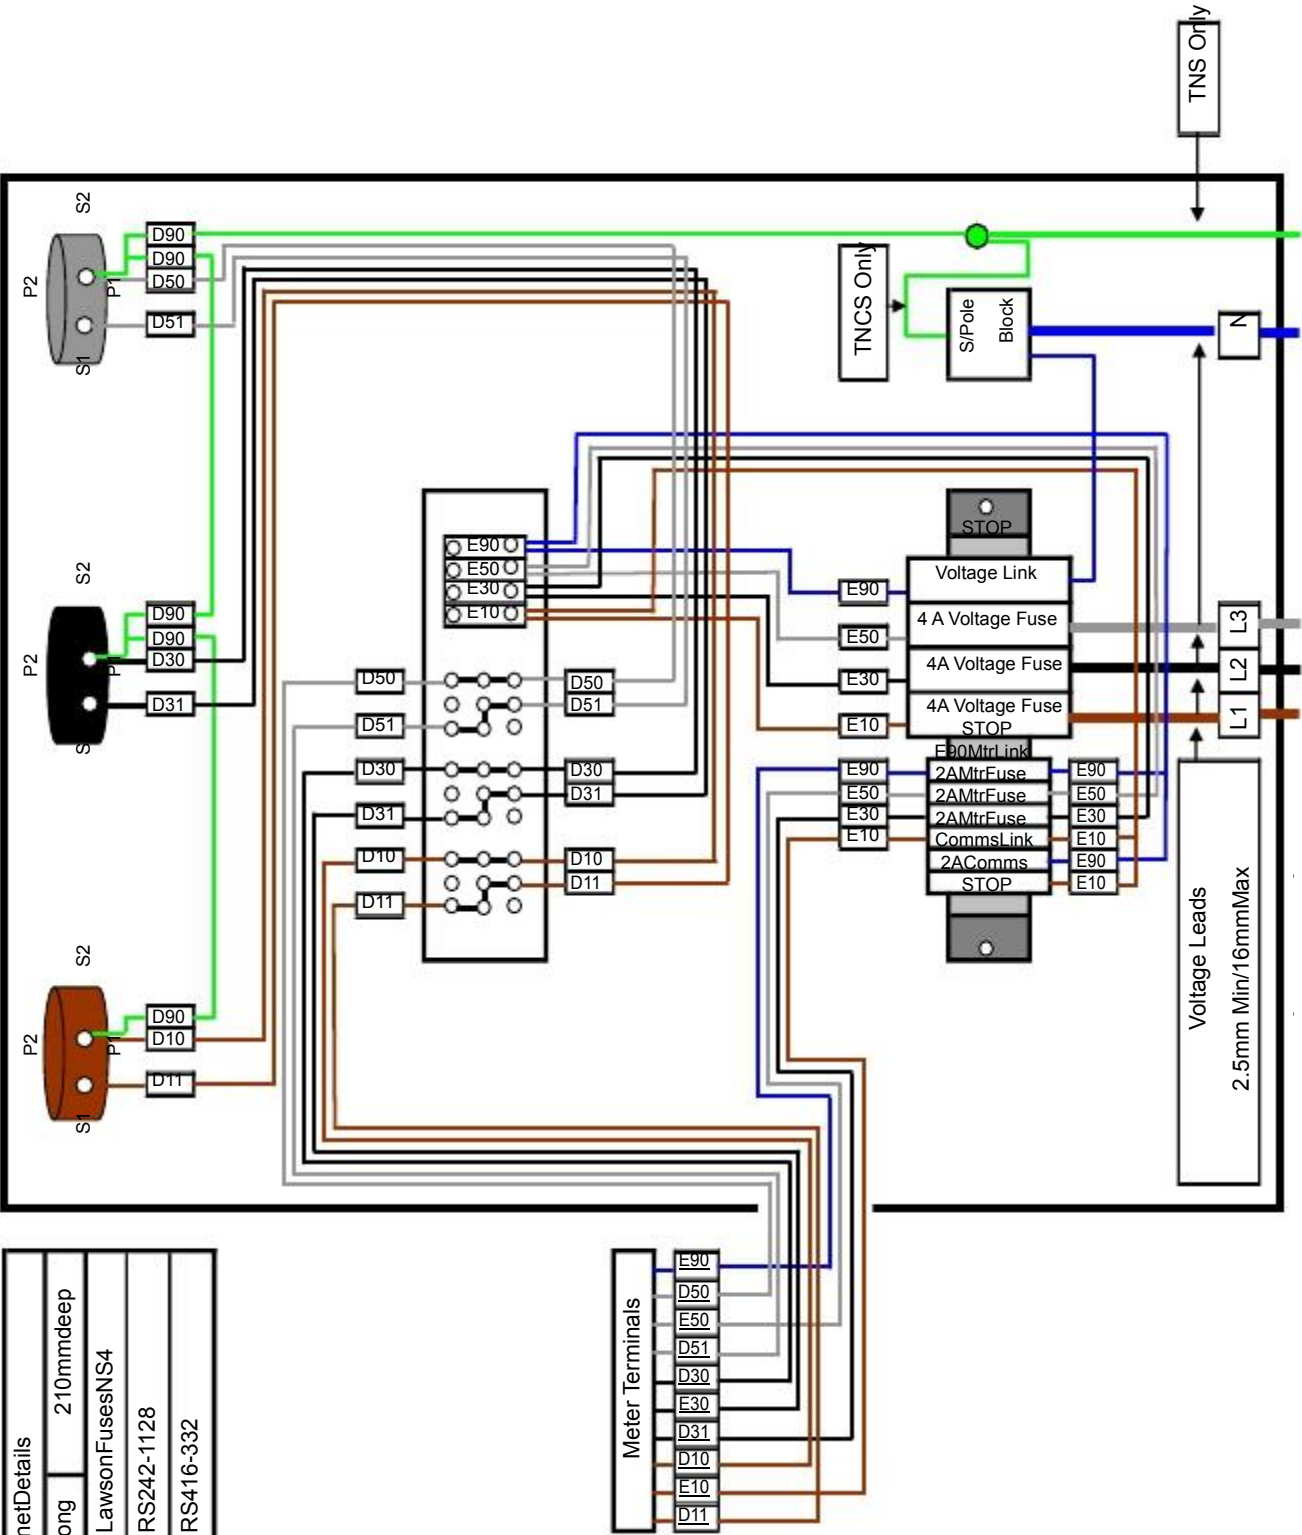 TNS Only
S2
P2
P1
S1
D90
D90
D50
D51
TNCS Only
S/Pole
Block
N
S2
P2
P1
S
D90
D90
D30
D31
E90
E50
E30
E10
STOP
Voltage Link
4 A Voltage Fuse
4A Voltage Fuse
4A Voltage Fuse
STOP
E90
E50
E30
E10
L3
L2
L1
D50
D51
D30
D31
D10
D11
D50
D51
D30
D31
D10
D11
E90MtrLink
2AMtrFuse
2AMtrFuse
2AMtrFuse
CommsLink
2AComms
STOP
E90
E50
E30
E10
E90
E50
E30
E10
E90
E10
S2
P2
P1
S1
D90
D10
D11
Voltage Leads
2.5mm Min/16mmMax
Meter Terminals
E90
D50
E50
D51
D30
E30
D31
D10
E10
D11
netDetails
ong
210mmdeep
LawsonFusesNS4
RS242-1128
RS416-332